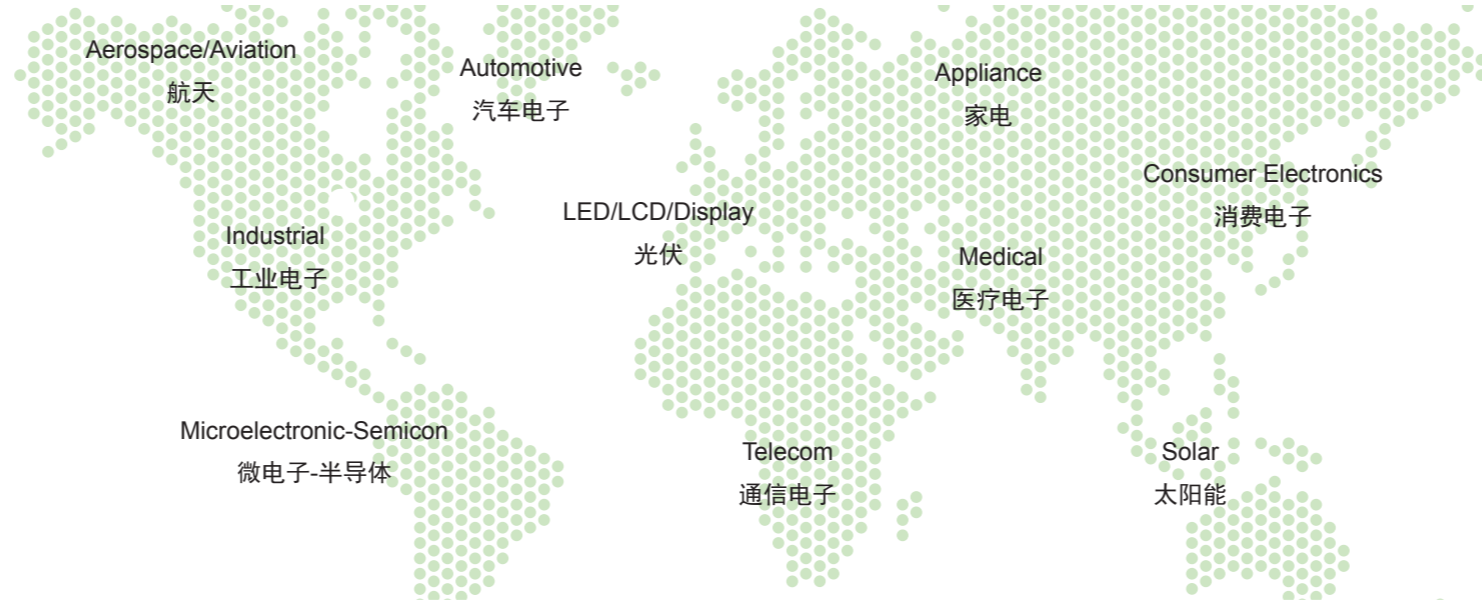 Aerospace/Aviation
航天
Automotive
汽车电子
Appliance
家电
Consumer Electronics
消费电子
LED/LCD/Display
光伏
Industrial
工业电子
Medical
医疗电子
Microelectronic-Semicon
微电子-半导体
Telecom
通信电子
Solar
太阳能